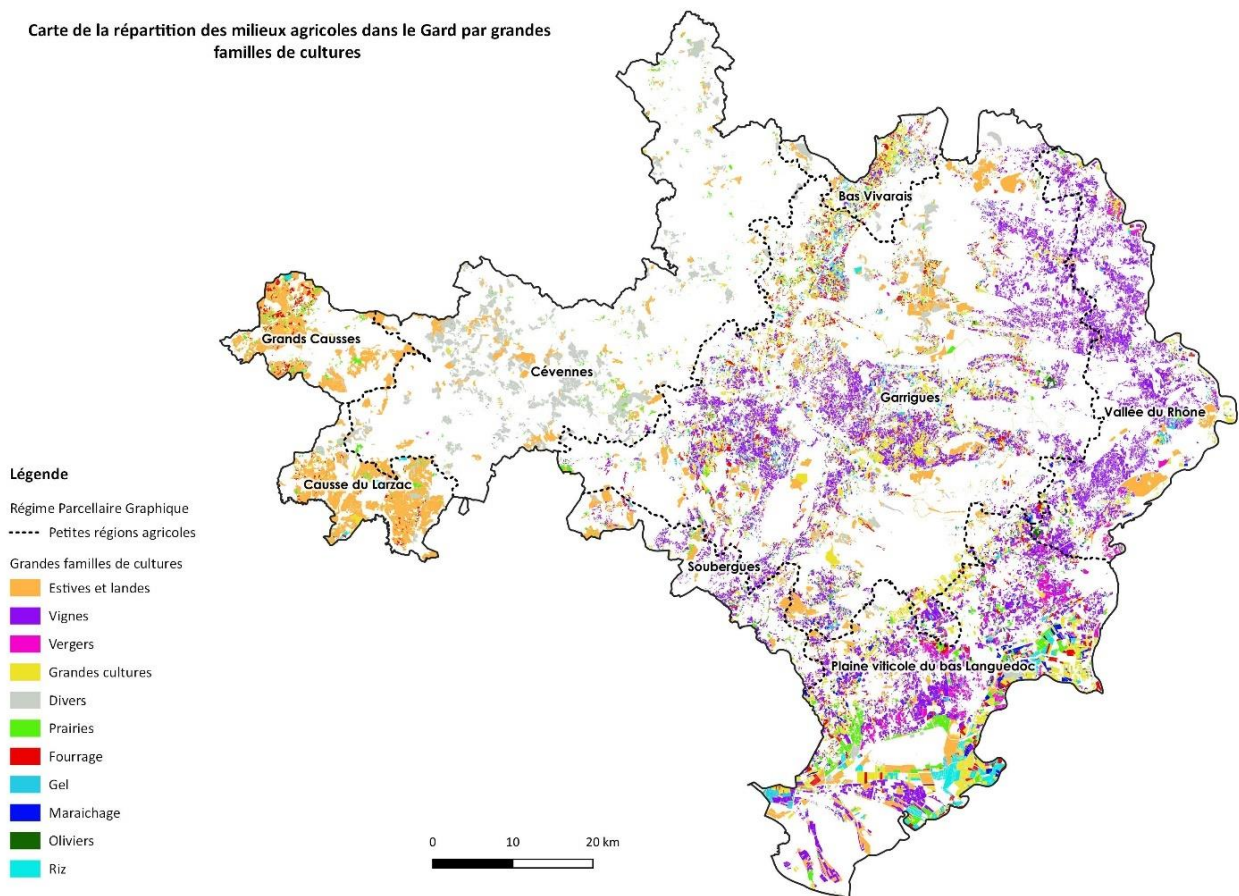 Carte de la répartition des milieux agricoles dans le Gard par grandes
familles de cultures
Bas Vivarais
Grands Causses
Cévennes
Garrigues
Vallée du Rhône
Causse du Larzac
Soubergues
Plaine viticole du bas Languedoc
Légende
Régime Parcellaire Graphique
Petites régions agricoles
Grandes familles de cultures
Estives et landes
Vignes
Vergers
Grandes cultures
Divers
Prairies
Fourrage
Gel
Maraichage
Oliviers
Riz
0 10 20 km